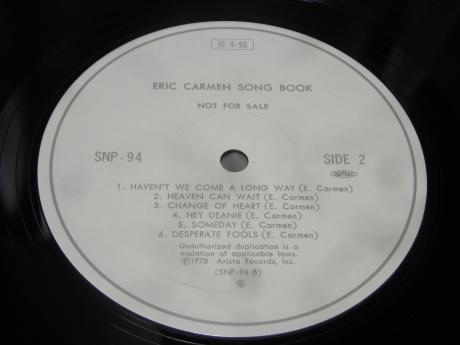 見本盤
ERIC CARMEN SONG BOOK
NOT FOR SALE
SNP-94
SIDE 2
1. HAVEN'T WE COME A LONG WAY (E. Carmen)
2. HEAVEN CAN WAIT (E. Carmen)
3. CHANGE OF HEART (E. Carmen)
4. HEY DEANIE (E. Carmen)
5. SOMEDAY (E. Carmen)
6. DESPERATE FOOLS (E. Carmen)
Unauthorized duplication is a
violation of applicable laws.
Ⓟ1978 Arista Records, Inc.
(SNP-94 B)